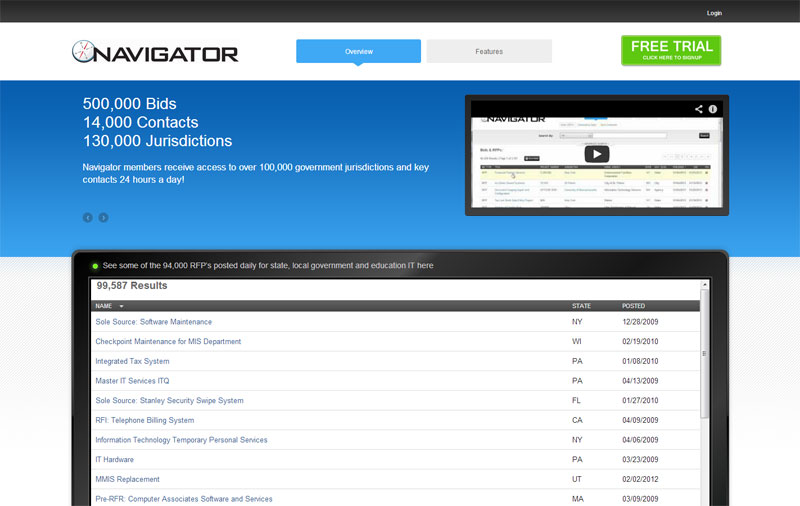 Login
NAVIGATOR
Overview
Features
FREE TRIAL
CLICK HERE TO SIGNUP
500,000 Bids
14,000 Contacts
130,000 Jurisdictions
Navigator members receive access to over 100,000 government jurisdictions and key
contacts 24 hours a day!
NAVIGATOR
Search By
Bids & RFPs
See some of the 94,000 RFP's posted daily for state, local government and education IT here
99,587 Results
NAME STATE POSTED
Sole Source: Software Maintenance NY 12/28/2009
Checkpoint Maintenance for MIS Department WI 02/19/2010
Integrated Tax System PA 01/08/2010
Master IT Services ITQ PA 04/13/2009
Sole Source: Stanley Security Swipe System FL 01/27/2010
RFI: Telephone Billing System CA 04/09/2009
Information Technology Temporary Personal Services NY 04/06/2009
IT Hardware PA 03/23/2009
MMIS Replacement UT 02/02/2012
Pre-RFR: Computer Associates Software and Services MA 03/09/2009